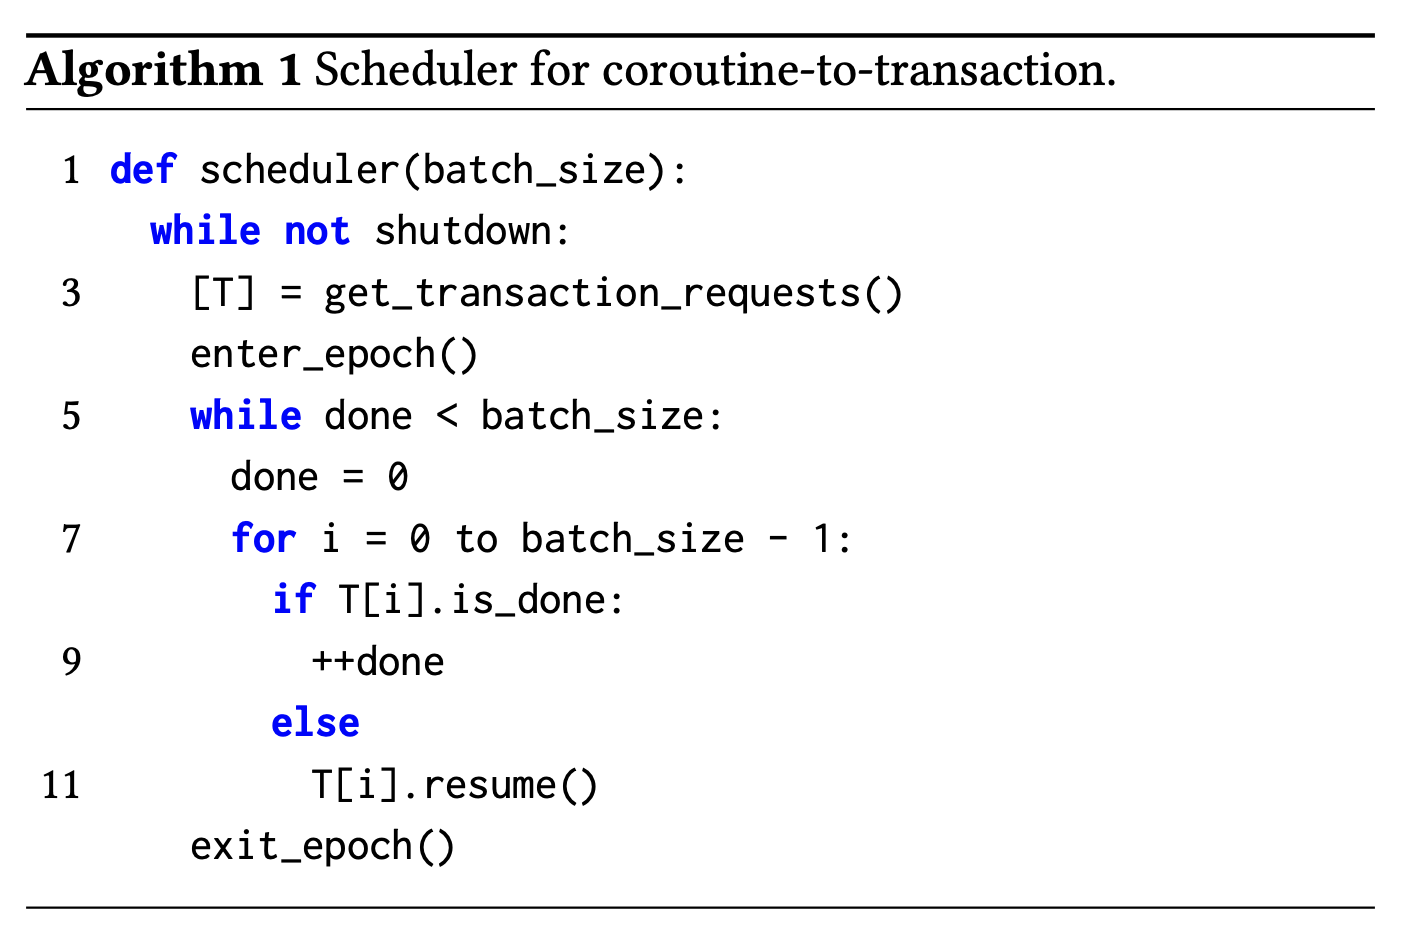 Algorithm 1 Scheduler for coroutine-to-transaction.
1 def scheduler(batch_size):
while not shutdown:
3 [T] = get_transaction_requests()
enter_epoch()
5 while done < batch_size:
done = 0
7 for i = 0 to batch_size - 1:
if T[i].is_done:
9 ++done
else
11 T[i].resume()
exit_epoch()